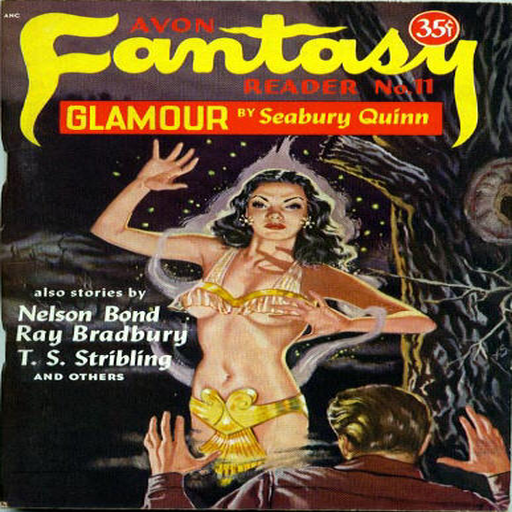 ANC
AVON
35¢
Fantasy
READER No. 11
GLAMOUR BY Seabury Quinn
also stories by
Nelson Bond
Ray Bradbury
T. S. Stribling
AND OTHERS